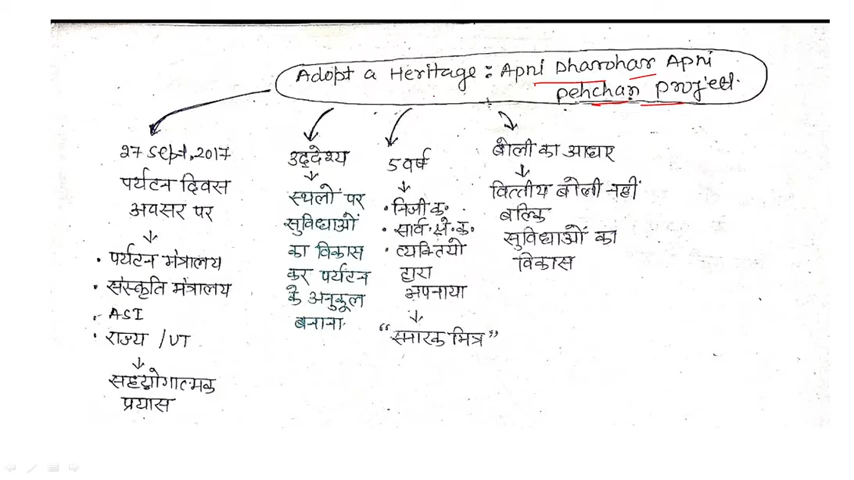 Adopt a Heritage : Apni Dharohar Apni
Pehchan Project.
27 Sept, 2017
पर्यटन दिवस
अवसर पर
• पर्यटन मंत्रालय
• संस्कृति मंत्रालय
• ASI
• राज्य / UT
सहयोगात्मक
प्रयास
उद्देश्य
स्थलों पर
सुविधाओं
का विकास
कर पर्यटन
के अनुकूल
बनाना
5 वर्ष
• निजी क॰
• सार्व॰ क्षे॰ क॰
• व्यक्तियों
द्वारा
अपनाया
"स्मारक मित्र"
बोली का आधार
वित्तीय बोली नहीं
बल्कि
सुविधाओं का
विकास